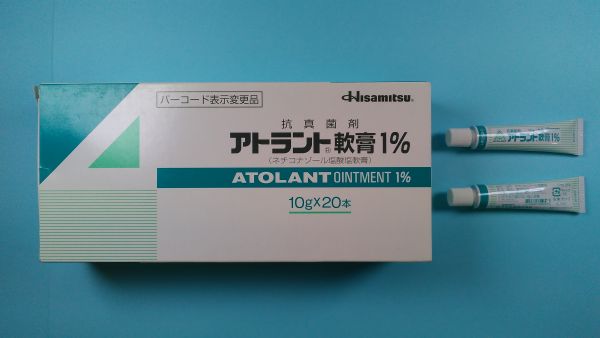 バーコード表示変更品
Hisamitsu®
抗真菌剤
アトラント®軟膏1%
(ネチコナゾール塩酸塩軟膏)
ATOLANT OINTMENT 1%
10g×20本
アトラント軟膏1%